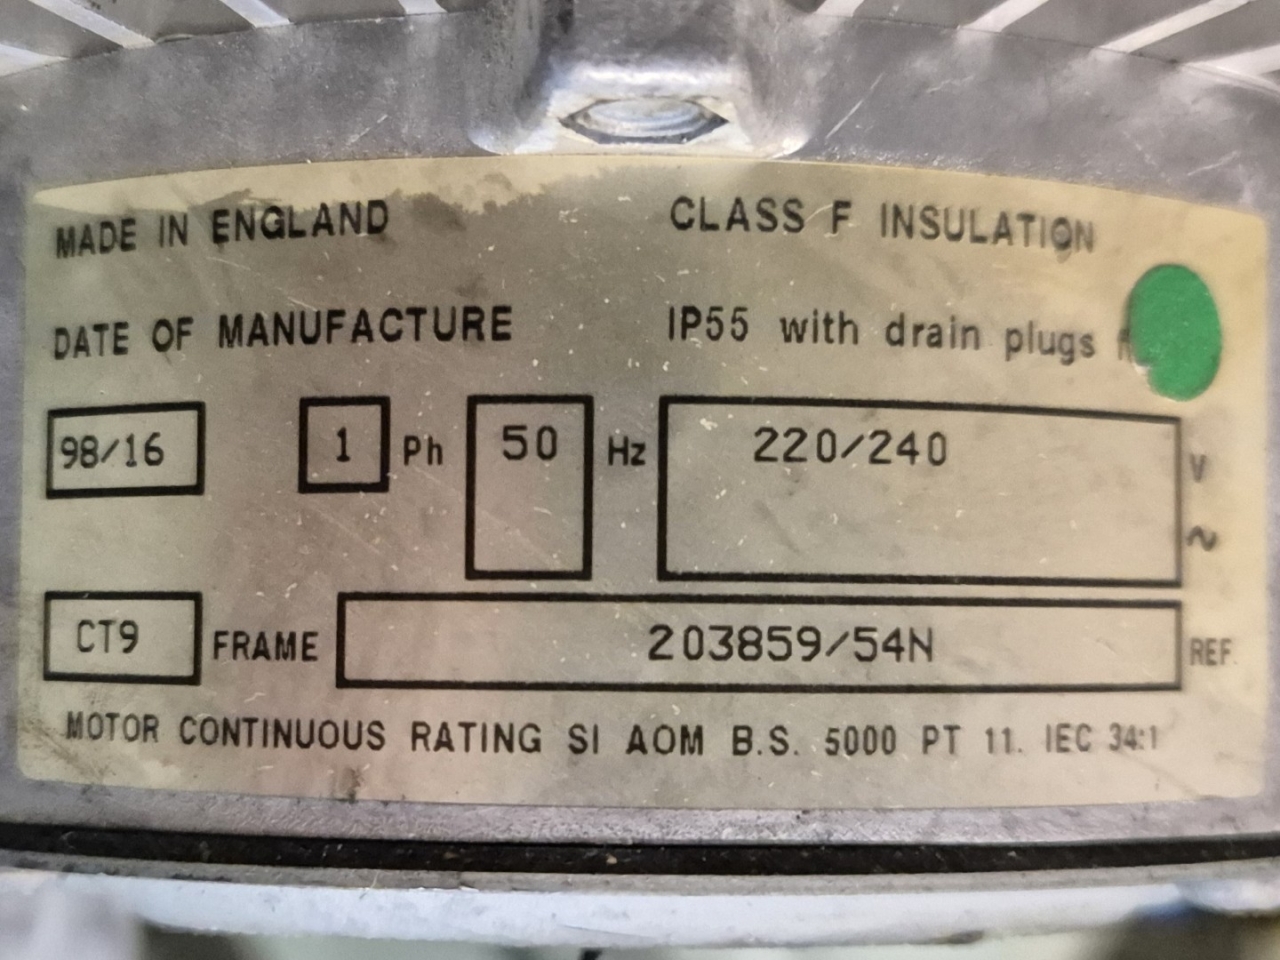 MADE IN ENGLAND
CLASS F INSULATION
DATE OF MANUFACTURE
IP55 with drain plugs
98/16 1 Ph 50 Hz 220/240 V ~
CT9 FRAME 203859/54N REF.
MOTOR CONTINUOUS RATING SI AOM B.S. 5000 PT 11. IEC 34:1